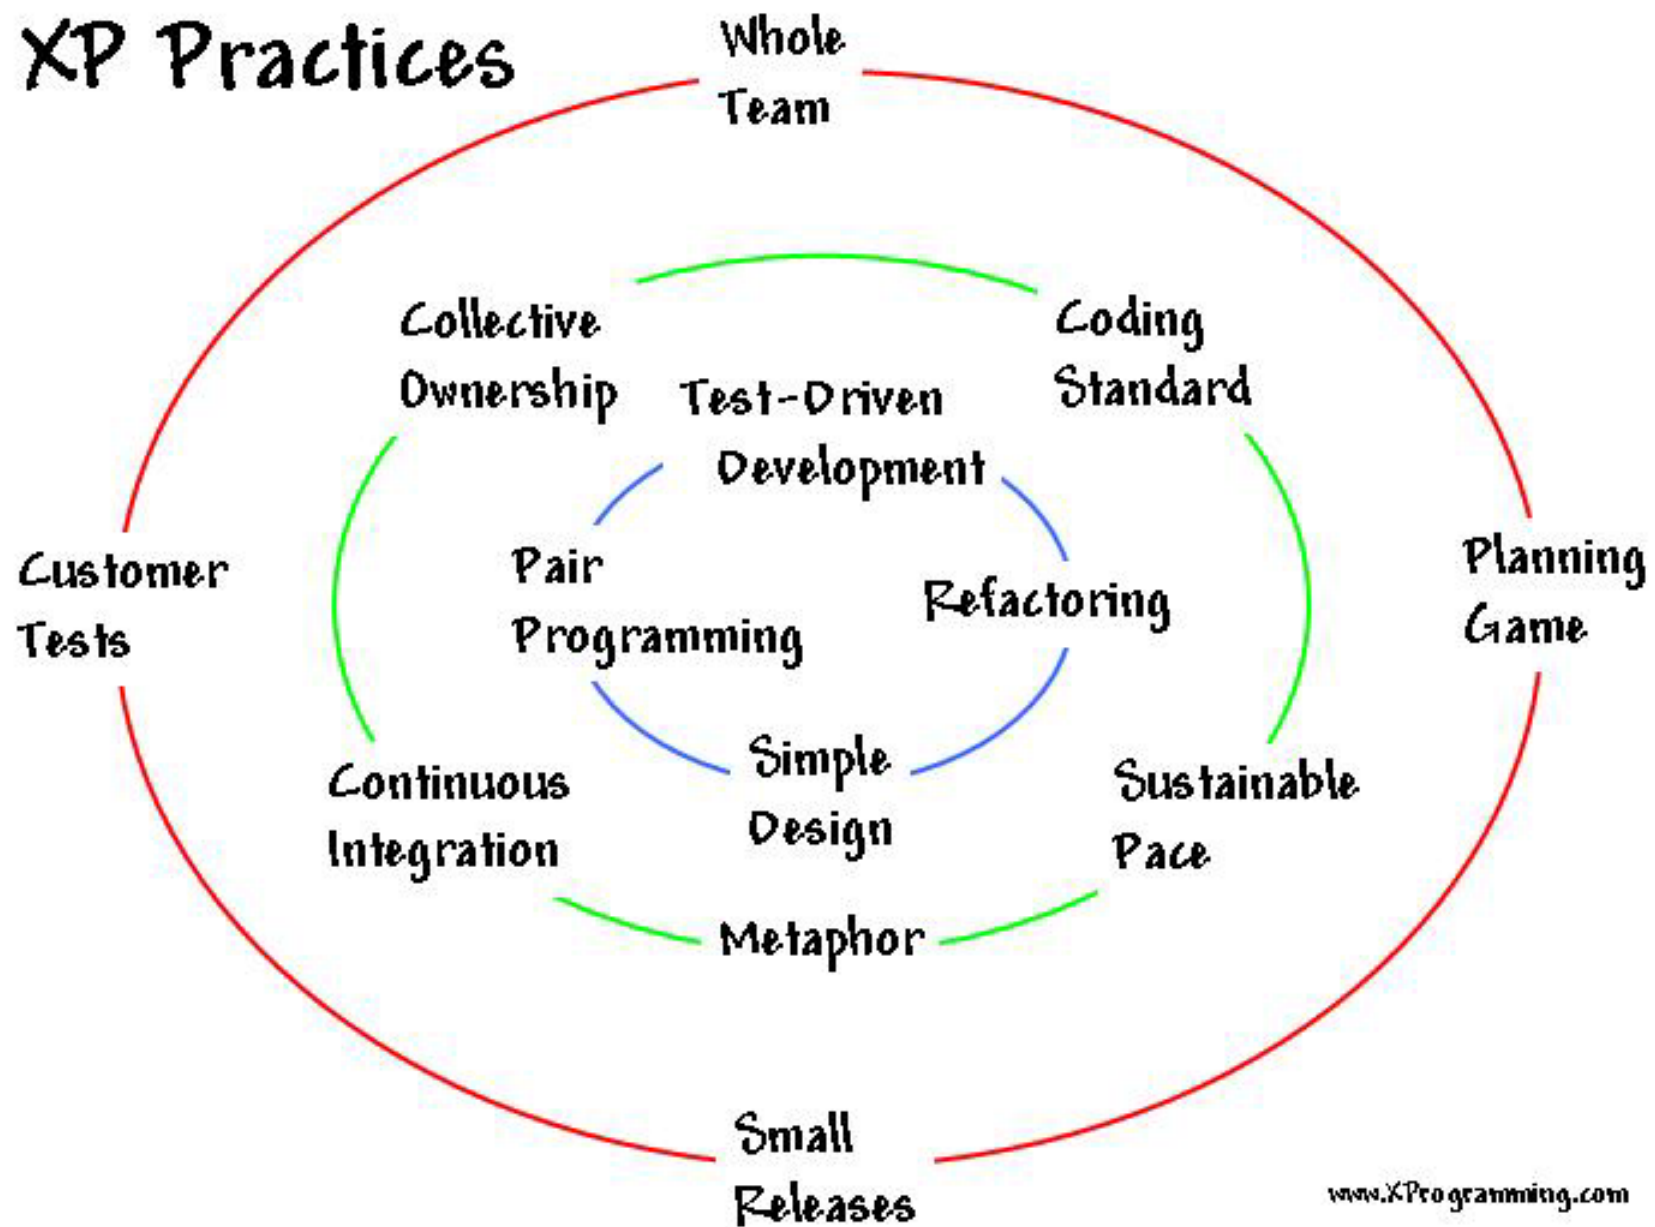 XP Practices
Whole
Team
Collective
Ownership
Coding
Standard
Test-Driven
Development
Customer
Tests
Pair
Programming
Refactoring
Planning
Game
Simple
Design
Continuous
Integration
Sustainable
Pace
Metaphor
Small
Releases
www.XProgramming.com